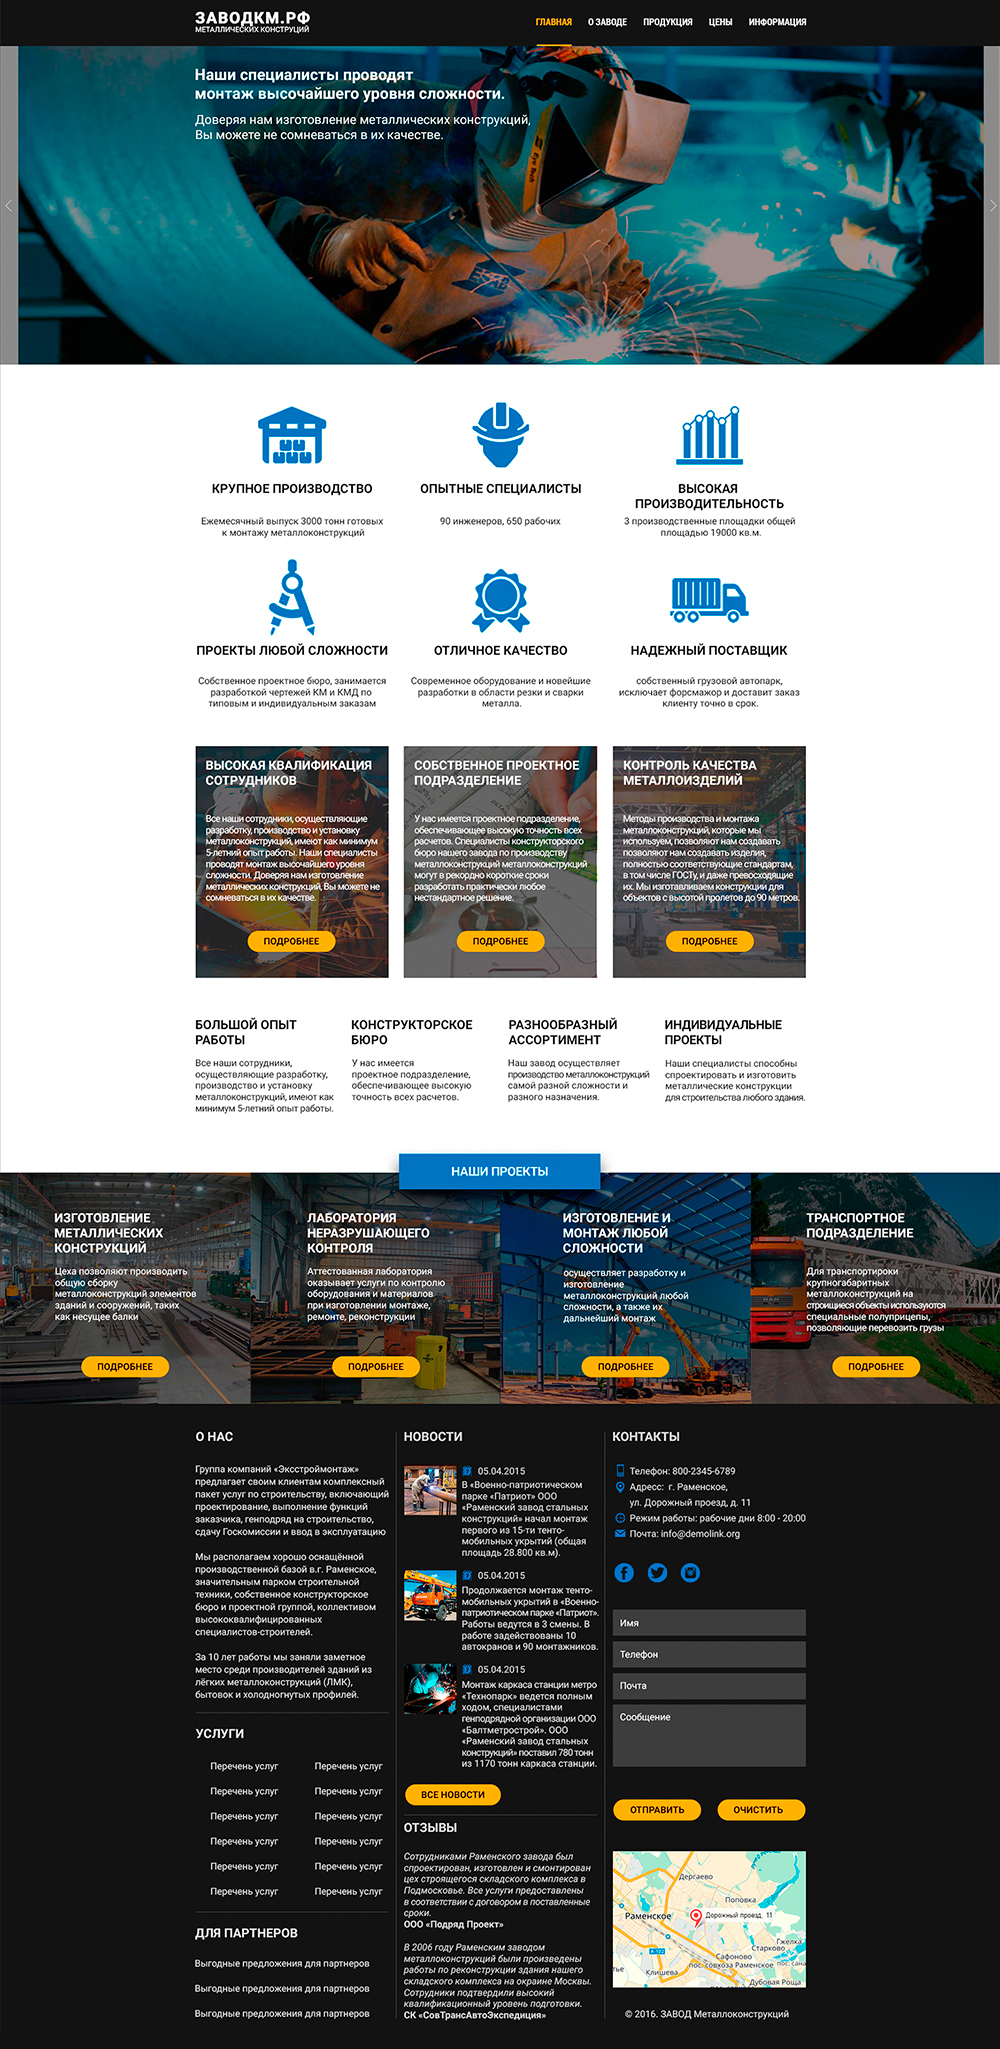 ЗАВОДКМ.РФ
МЕТАЛЛИЧЕСКИХ КОНСТРУЦИЙ
ГЛАВНАЯ О ЗАВОДЕ ПРОДУКЦИЯ ЦЕНЫ ИНФОРМАЦИЯ
Наши специалисты проводят
монтаж высочайшего уровня сложности.
Доверяя нам изготовление металлических конструкций,
Вы можете не сомневаться в их качестве.
КРУПНОЕ ПРОИЗВОДСТВО
Ежемесячный выпуск 3000 тонн готовых
к монтажу металлоконструкций
ОПЫТНЫЕ СПЕЦИАЛИСТЫ
90 инженеров, 650 рабочих
ВЫСОКАЯ
ПРОИЗВОДИТЕЛЬНОСТЬ
3 производственные площадки общей
площадью 19000 кв.м.
ПРОЕКТЫ ЛЮБОЙ СЛОЖНОСТИ
Собственное проектное бюро, занимается
разработкой чертежей КМ и КМД по
типовым и индивидуальным заказам
ОТЛИЧНОЕ КАЧЕСТВО
Современное оборудование и новейшие
разработки в области резки и сварки
металла.
НАДЕЖНЫЙ ПОСТАВЩИК
собственный грузовой автопарк,
исключает форсмажор и доставит заказ
клиенту точно в срок.
ВЫСОКАЯ КВАЛИФИКАЦИЯ
СОТРУДНИКОВ
Все наши сотрудники, осуществляющие
разработку, производство и установку
металлоконструкций, имеют как минимум
5-летний опыт работы. Наши специалисты
проводят монтаж высочайшего уровня
сложности. Доверяя нам изготовление
металлических конструкций, Вы можете не
сомневаться в их качестве.
ПОДРОБНЕЕ
СОБСТВЕННОЕ ПРОЕКТНОЕ
ПОДРАЗДЕЛЕНИЕ
У нас имеется проектное подразделение,
обеспечивающее высокую точность всех
расчетов. Специалисты конструкторского
бюро нашего завода по производству
металлоконструкций металлоконструкций
могут в рекордно короткие сроки
разработать практически любое
нестандартное решение.
ПОДРОБНЕЕ
КОНТРОЛЬ КАЧЕСТВА
МЕТАЛЛОИЗДЕЛИЙ
Методы производства и монтажа
металлоконструкций, которые мы
используем, позволяют нам создавать
позволяют нам создавать изделия,
полностью соответствующие стандартам,
в том числе ГОСТу, и даже превосходящие
их. Мы изготавливаем конструкции для
объектов с высотой пролетов до 90 метров.
ПОДРОБНЕЕ
БОЛЬШОЙ ОПЫТ
РАБОТЫ
Все наши сотрудники,
осуществляющие разработку,
производство и установку
металлоконструкций, имеют как
минимум 5-летний опыт работы.
КОНСТРУКТОРСКОЕ
БЮРО
У нас имеется
проектное подразделение,
обеспечивающее высокую
точность всех расчетов.
РАЗНООБРАЗНЫЙ
АССОРТИМЕНТ
Наш завод осуществляет
производство металлоконструкций
самой разной сложности и
разного назначения.
ИНДИВИДУАЛЬНЫЕ
ПРОЕКТЫ
Наши специалисты способны
спроектировать и изготовить
металлические конструкции
для строительства любого здания.
НАШИ ПРОЕКТЫ
ИЗГОТОВЛЕНИЕ
МЕТАЛЛИЧЕСКИХ
КОНСТРУКЦИЙ
Цеха позволяют производить
общую сборку
металлоконструкций элементов
зданий и сооружений, таких
как несущее балки
ПОДРОБНЕЕ
ЛАБОРАТОРИЯ
НЕРАЗРУШАЮЩЕГО
КОНТРОЛЯ
Аттестованная лаборатория
оказывает услуги по контролю
оборудования и материалов
при изготовлении монтаже,
ремонте, реконструкции
ПОДРОБНЕЕ
ИЗГОТОВЛЕНИЕ И
МОНТАЖ ЛЮБОЙ
СЛОЖНОСТИ
осуществляет разработку и
изготовление
металлоконструкций любой
сложности, а также их
дальнейший монтаж
ПОДРОБНЕЕ
ТРАНСПОРТНОЕ
ПОДРАЗДЕЛЕНИЕ
Для транспортироки
крупногабаритных
металлоконструкций на
строящиеся объекты используются
специальные полуприцепы,
позволяющие перевозить грузы
ПОДРОБНЕЕ
О НАС
Группа компаний «Эксстроймонтаж»
предлагает своим клиентам комплексный
пакет услуг по строительству, включающий
проектирование, выполнение функций
заказчика, генподряд на строительство,
сдачу Госкомиссии и ввод в эксплуатацию
Мы располагаем хорошо оснащённой
производственной базой в.г. Раменское,
значительным парком строительной
техники, собственное конструкторское
бюро и проектной группой, коллективом
высококвалифицированных
специалистов-строителей.
За 10 лет работы мы заняли заметное
место среди производителей зданий из
лёгких металлоконструкций (ЛМК),
бытовок и холодногнутых профилей.
УСЛУГИ
Перечень услуг Перечень услуг
Перечень услуг Перечень услуг
Перечень услуг Перечень услуг
Перечень услуг Перечень услуг
Перечень услуг Перечень услуг
Перечень услуг Перечень услуг
ДЛЯ ПАРТНЕРОВ
Выгодные предложения для партнеров
Выгодные предложения для партнеров
Выгодные предложения для партнеров
НОВОСТИ
05.04.2015
В «Военно-патриотическом
парке «Патриот» ООО
«Раменский завод стальных
конструкций» начал монтаж
первого из 15-ти тенто-
мобильных укрытий (общая
площадь 28.800 кв.м).
05.04.2015
Продолжается монтаж тенто-
мобильных укрытий в «Военно-
патриотическом парке «Патриот».
Работы ведутся в 3 смены. В
работе задействованы 10
автокранов и 90 монтажников.
05.04.2015
Монтаж каркаса станции метро
«Технопарк» ведется полным
ходом, специалистами
генподрядной организации ООО
«Балтметрострой». ООО
«Раменский завод стальных
конструкций» поставил 780 тонн
из 1170 тонн каркаса станции.
ВСЕ НОВОСТИ
ОТЗЫВЫ
Сотрудниками Раменского завода был
спроектирован, изготовлен и смонтирован
цех строящегося складского комплекса в
Подмосковье. Все услуги предоставлены
в соответствии с договором в поставленные
сроки.
ООО «Подряд Проект»
В 2006 году Раменским заводом
металлоконструкций были произведены
работы по реконструкции здания нашего
складского комплекса на окраине Москвы.
Сотрудники подтвердили высокий
квалификационный уровень подготовки.
СК «СовТрансАвтоЭкспедиция»
КОНТАКТЫ
Телефон: 800-2345-6789
Адресс: г. Раменское,
ул. Дорожный проезд, д. 11
Режим работы: рабочие дни 8:00 - 20:00
Почта: info@demolink.org
Имя
Телефон
Почта
Сообщение
ОТПРАВИТЬ ОЧИСТИТЬ
Дергаево
Поповка
Раменское
Дорожный проезд, 11
Гжелка
Старково
А-102
Сафоново
пос. совхоза Раменское
Клишева
Дубовая Роща
© 2016. ЗАВОД Металлоконструкций